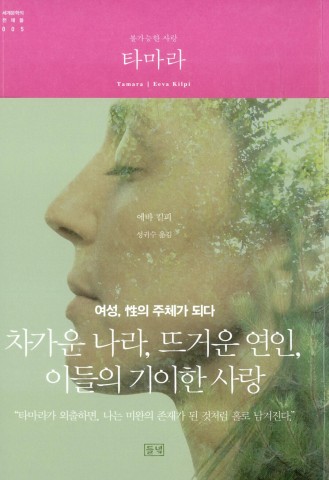 세계문학의
천재들
005
불가능한 사랑
타마라
Tamara | Eeva Kilpi
에바 킬피
성귀수 옮김
여성, 性의 주체가 되다
차가운 나라, 뜨거운 연인,
이들의 기이한 사랑
“타마라가 외출하면, 나는 미완의 존재가 된 것처럼 홀로 남겨진다.”
들녘